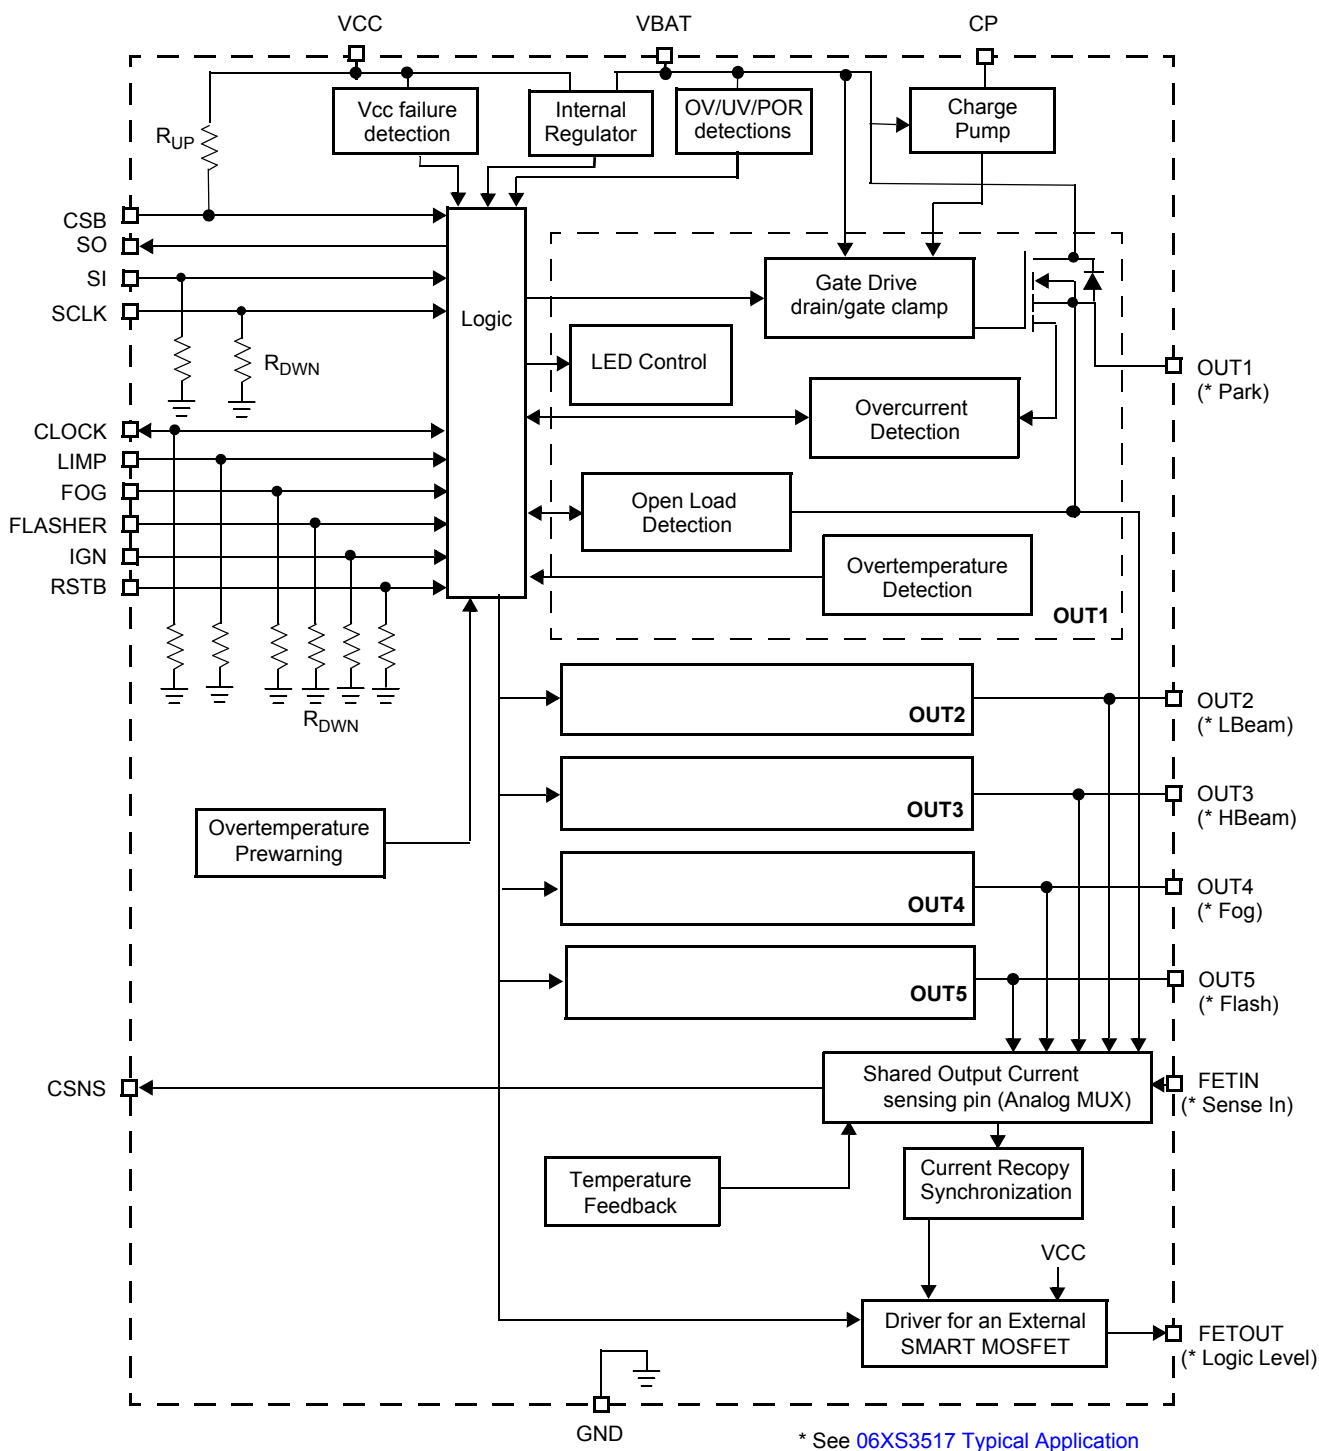 VCC
VBAT
CP
Vcc failure
detection
Internal
Regulator
OV/UV/POR
detections
Charge
Pump
RUP
CSB
SO
SI
SCLK
RDWN
Logic
Gate Drive
drain/gate clamp
LED Control
Overcurrent
Detection
Open Load
Detection
Overtemperature
Detection
OUT1
OUT1
(* Park)
CLOCK
LIMP
FOG
FLASHER
IGN
RSTB
RDWN
OUT2
OUT2
(* LBeam)
OUT3
OUT3
(* HBeam)
Overtemperature
Prewarning
OUT4
OUT4
(* Fog)
OUT5
OUT5
(* Flash)
CSNS
Shared Output Current
sensing pin (Analog MUX)
FETIN
(* Sense In)
Temperature
Feedback
Current Recopy
Synchronization
VCC
Driver for an External
SMART MOSFET
FETOUT
(* Logic Level)
GND
* See 06XS3517 Typical Application